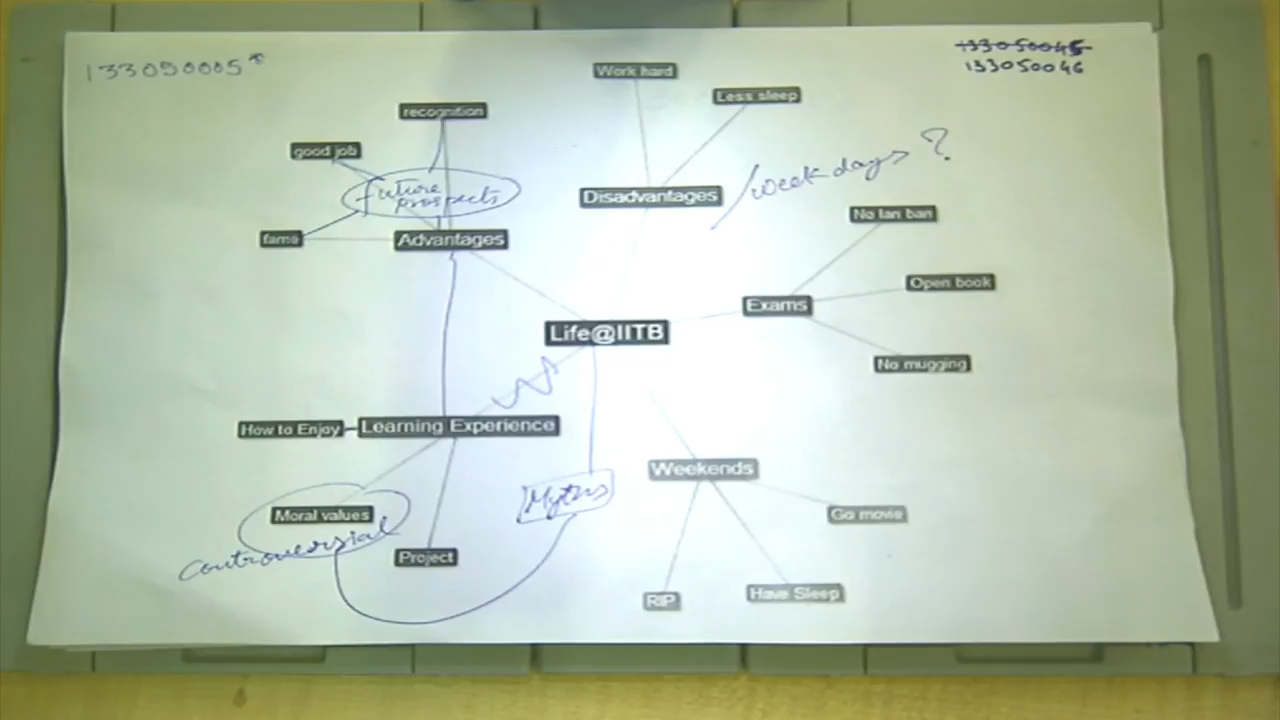 133050005
133050045
133050046
Work hard
Less sleep
recognition
good job
future
prospects
Disadvantages
week days ?
No lan ban
fame
Advantages
Open book
Exams
Life@IITB
No mugging
How to Enjoy
Learning Experience
Weekends
Myths
Moral values
Go movie
controversial
Project
RIP
Have Sleep